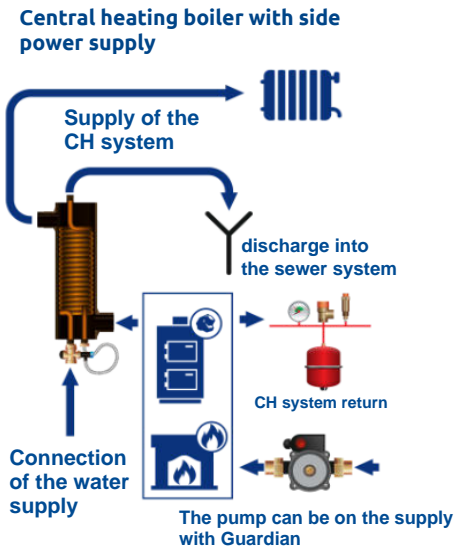 Central heating boiler with side
power supply
Supply of the
CH system
discharge into
the sewer system
CH system return
Connection
of the water
supply
The pump can be on the supply
with Guardian